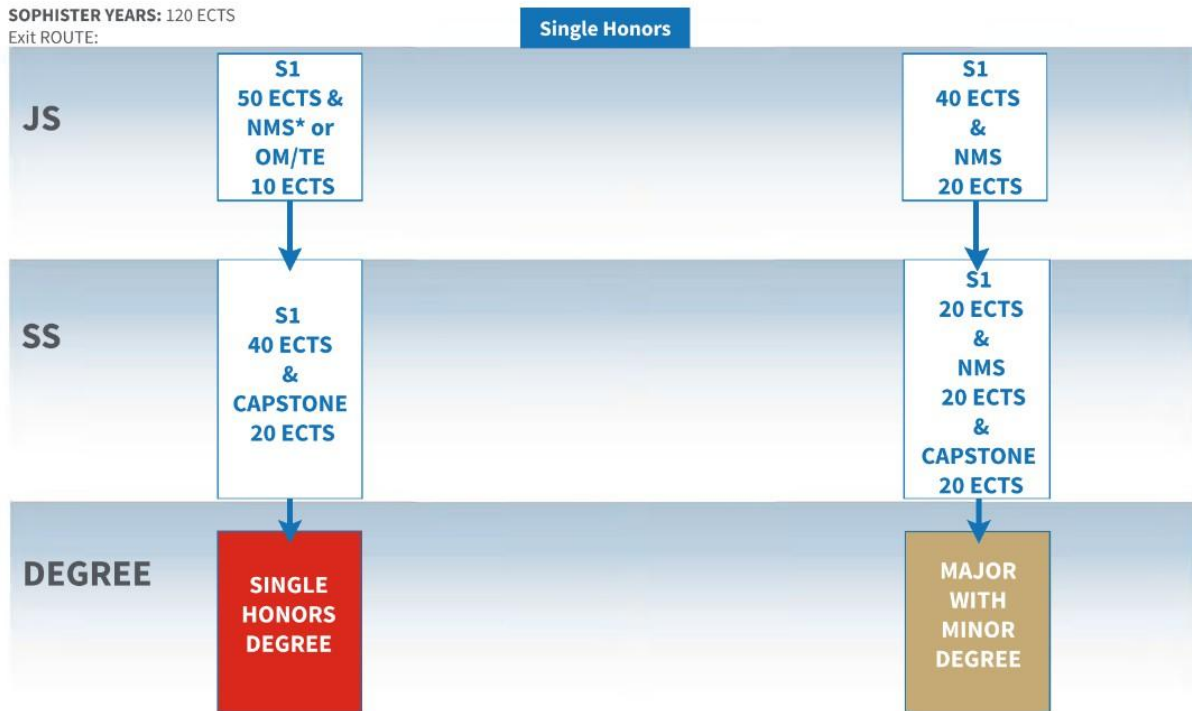 SOPHISTER YEARS: 120 ECTS
Exit ROUTE:
Single Honors
JS
S1
50 ECTS &
NMS* or
OM/TE
10 ECTS
S1
40 ECTS
&
NMS
20 ECTS
SS
S1
40 ECTS
&
CAPSTONE
20 ECTS
S1
20 ECTS
&
NMS
20 ECTS
&
CAPSTONE
20 ECTS
DEGREE
SINGLE
HONORS
DEGREE
MAJOR
WITH
MINOR
DEGREE